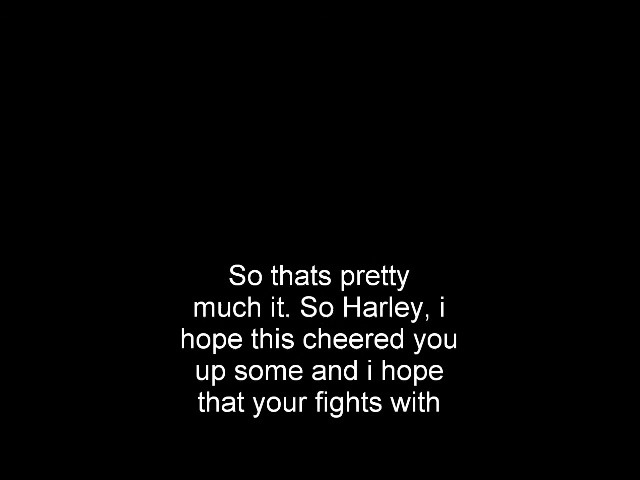 So thats pretty
much it. So Harley, i
hope this cheered you
up some and i hope
that your fights with